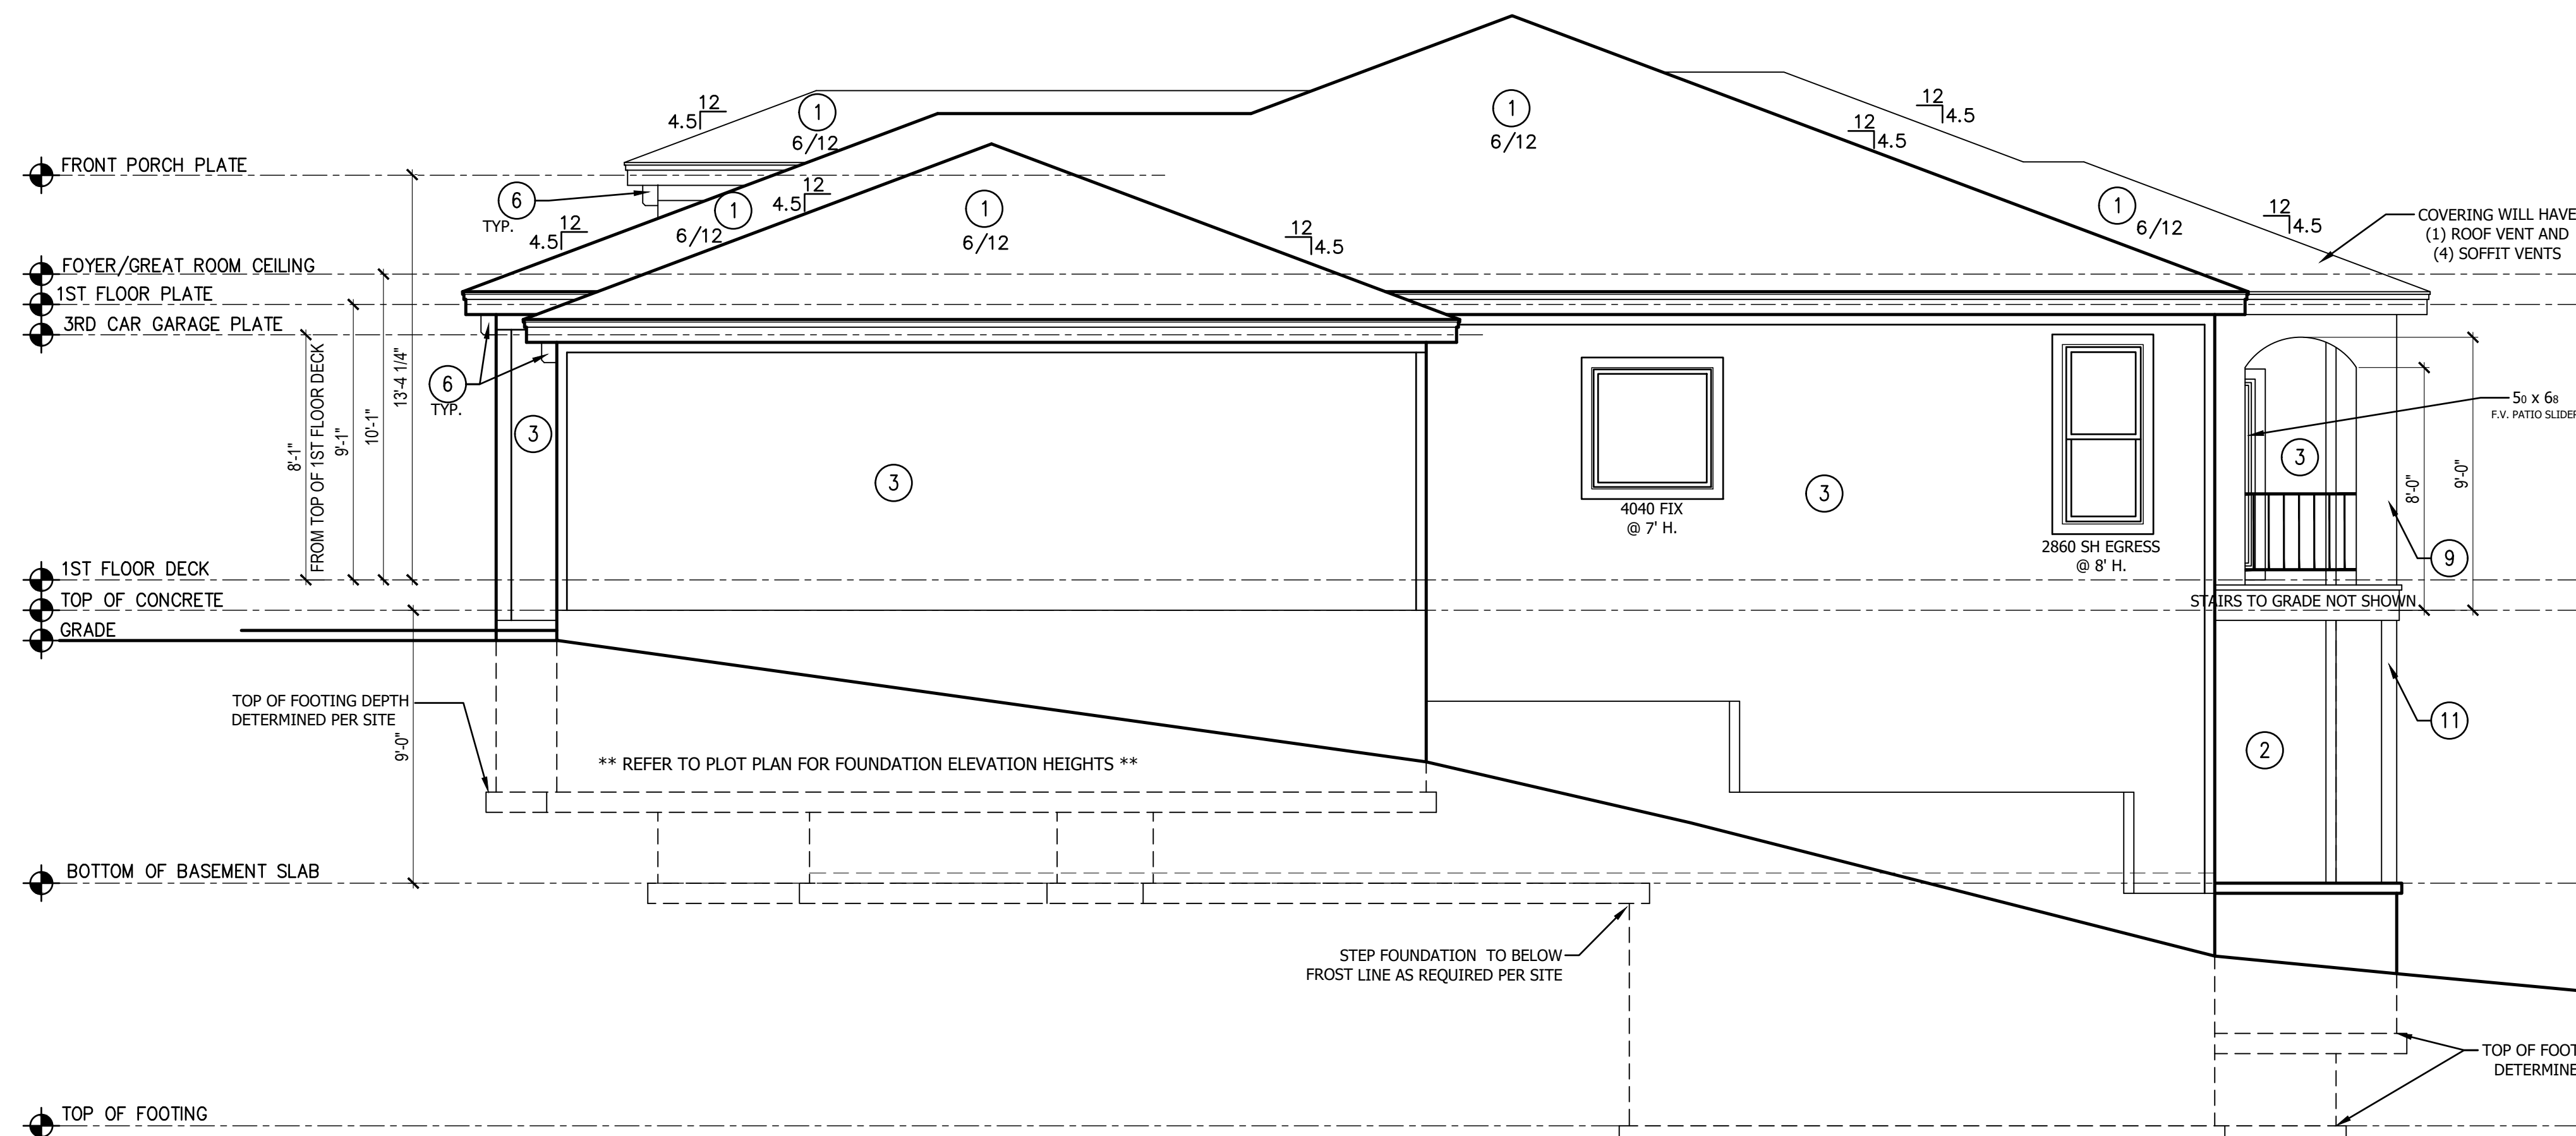 12
4.5
1
6/12
1
6/12
12
4.5
12
4.5
FRONT PORCH PLATE
6
TYP.
12
4.5
1
6/12
12
4.5
1
6/12
12
4.5
1
6/12
12
4.5
COVERING WILL HAVE
(1) ROOF VENT AND
(4) SOFFIT VENTS
FOYER/GREAT ROOM CEILING
1ST FLOOR PLATE
3RD CAR GARAGE PLATE
8'-1"
FROM TOP OF 1ST FLOOR DECK
9'-1"
10'-1"
13'-4 1/4"
6
TYP.
3
3
4040 FIX
@ 7' H.
3
2860 SH EGRESS
@ 8' H.
3
50 x 68
F.V. PATIO SLIDER
8'-0"
9'-0"
9
1ST FLOOR DECK
TOP OF CONCRETE
GRADE
STAIRS TO GRADE NOT SHOWN
TOP OF FOOTING DEPTH
DETERMINED PER SITE
9'-0"
** REFER TO PLOT PLAN FOR FOUNDATION ELEVATION HEIGHTS **
2
11
BOTTOM OF BASEMENT SLAB
STEP FOUNDATION TO BELOW
FROST LINE AS REQUIRED PER SITE
TOP OF FOOT
DETERMINE
TOP OF FOOTING